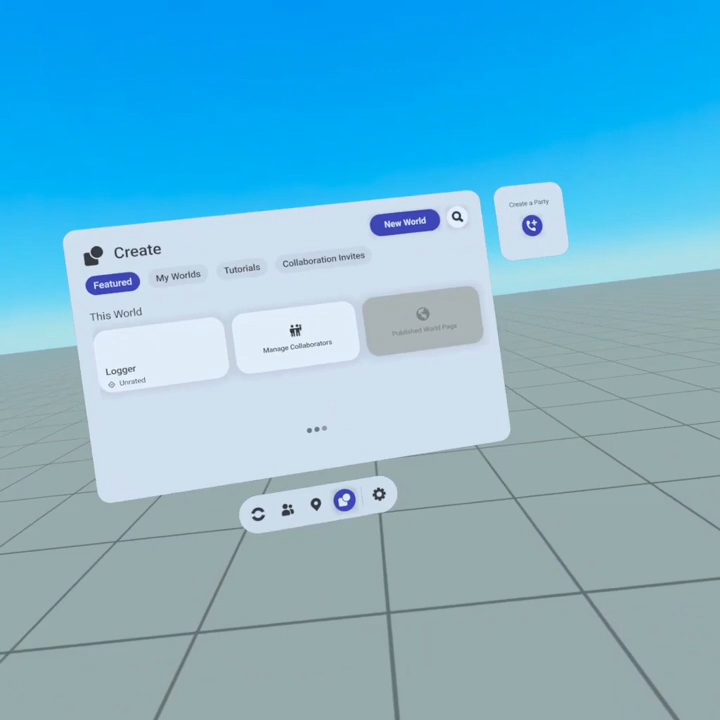 Create
New World
Create a Party
Featured
My Worlds
Tutorials
Collaboration Invites
This World
Logger
Unrated
Manage Collaborators
Published World Page